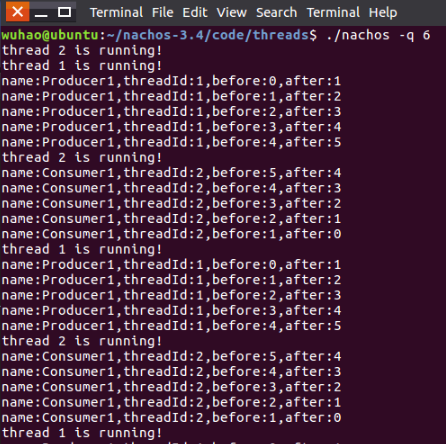 Terminal File Edit View Search Terminal Help
wuhao@ubuntu:~/nachos-3.4/code/threads$ ./nachos -q 6
thread 2 is running!
thread 1 is running!
name:Producer1,threadId:1,before:0,after:1
name:Producer1,threadId:1,before:1,after:2
name:Producer1,threadId:1,before:2,after:3
name:Producer1,threadId:1,before:3,after:4
name:Producer1,threadId:1,before:4,after:5
thread 2 is running!
name:Consumer1,threadId:2,before:5,after:4
name:Consumer1,threadId:2,before:4,after:3
name:Consumer1,threadId:2,before:3,after:2
name:Consumer1,threadId:2,before:2,after:1
name:Consumer1,threadId:2,before:1,after:0
thread 1 is running!
name:Producer1,threadId:1,before:0,after:1
name:Producer1,threadId:1,before:1,after:2
name:Producer1,threadId:1,before:2,after:3
name:Producer1,threadId:1,before:3,after:4
name:Producer1,threadId:1,before:4,after:5
thread 2 is running!
name:Consumer1,threadId:2,before:5,after:4
name:Consumer1,threadId:2,before:4,after:3
name:Consumer1,threadId:2,before:3,after:2
name:Consumer1,threadId:2,before:2,after:1
name:Consumer1,threadId:2,before:1,after:0
thread 1 is running!